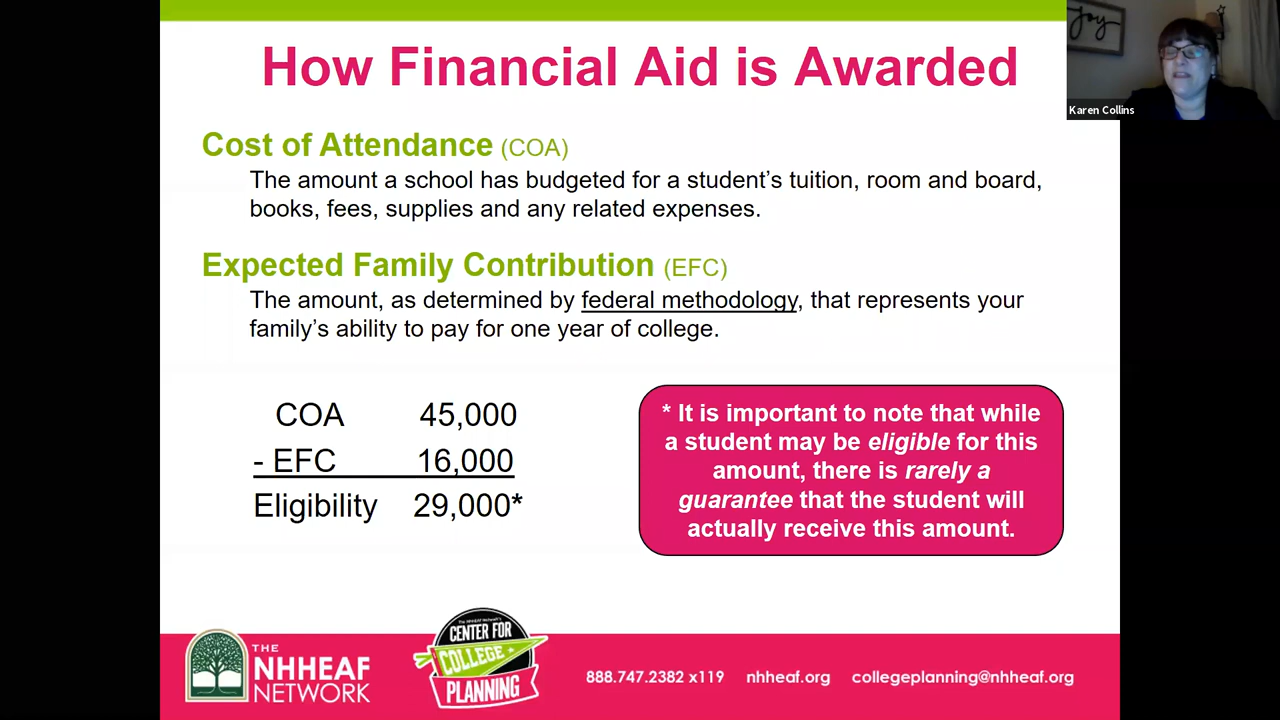 How Financial Aid is Awarded
Joy
Karen Collins
Cost of Attendance (COA)
The amount a school has budgeted for a student's tuition, room and board,
books, fees, supplies and any related expenses.
Expected Family Contribution (EFC)
The amount, as determined by federal methodology, that represents your
family's ability to pay for one year of college.
COA 45,000
- EFC 16,000
Eligibility 29,000*
* It is important to note that while
a student may be eligible for this
amount, there is rarely a
guarantee that the student will
actually receive this amount.
THE
NHHEAF
NETWORK
The NHHEAF Network's
CENTER FOR
COLLEGE
PLANNING
888.747.2382 x119 nhheaf.org collegeplanning@nhheaf.org